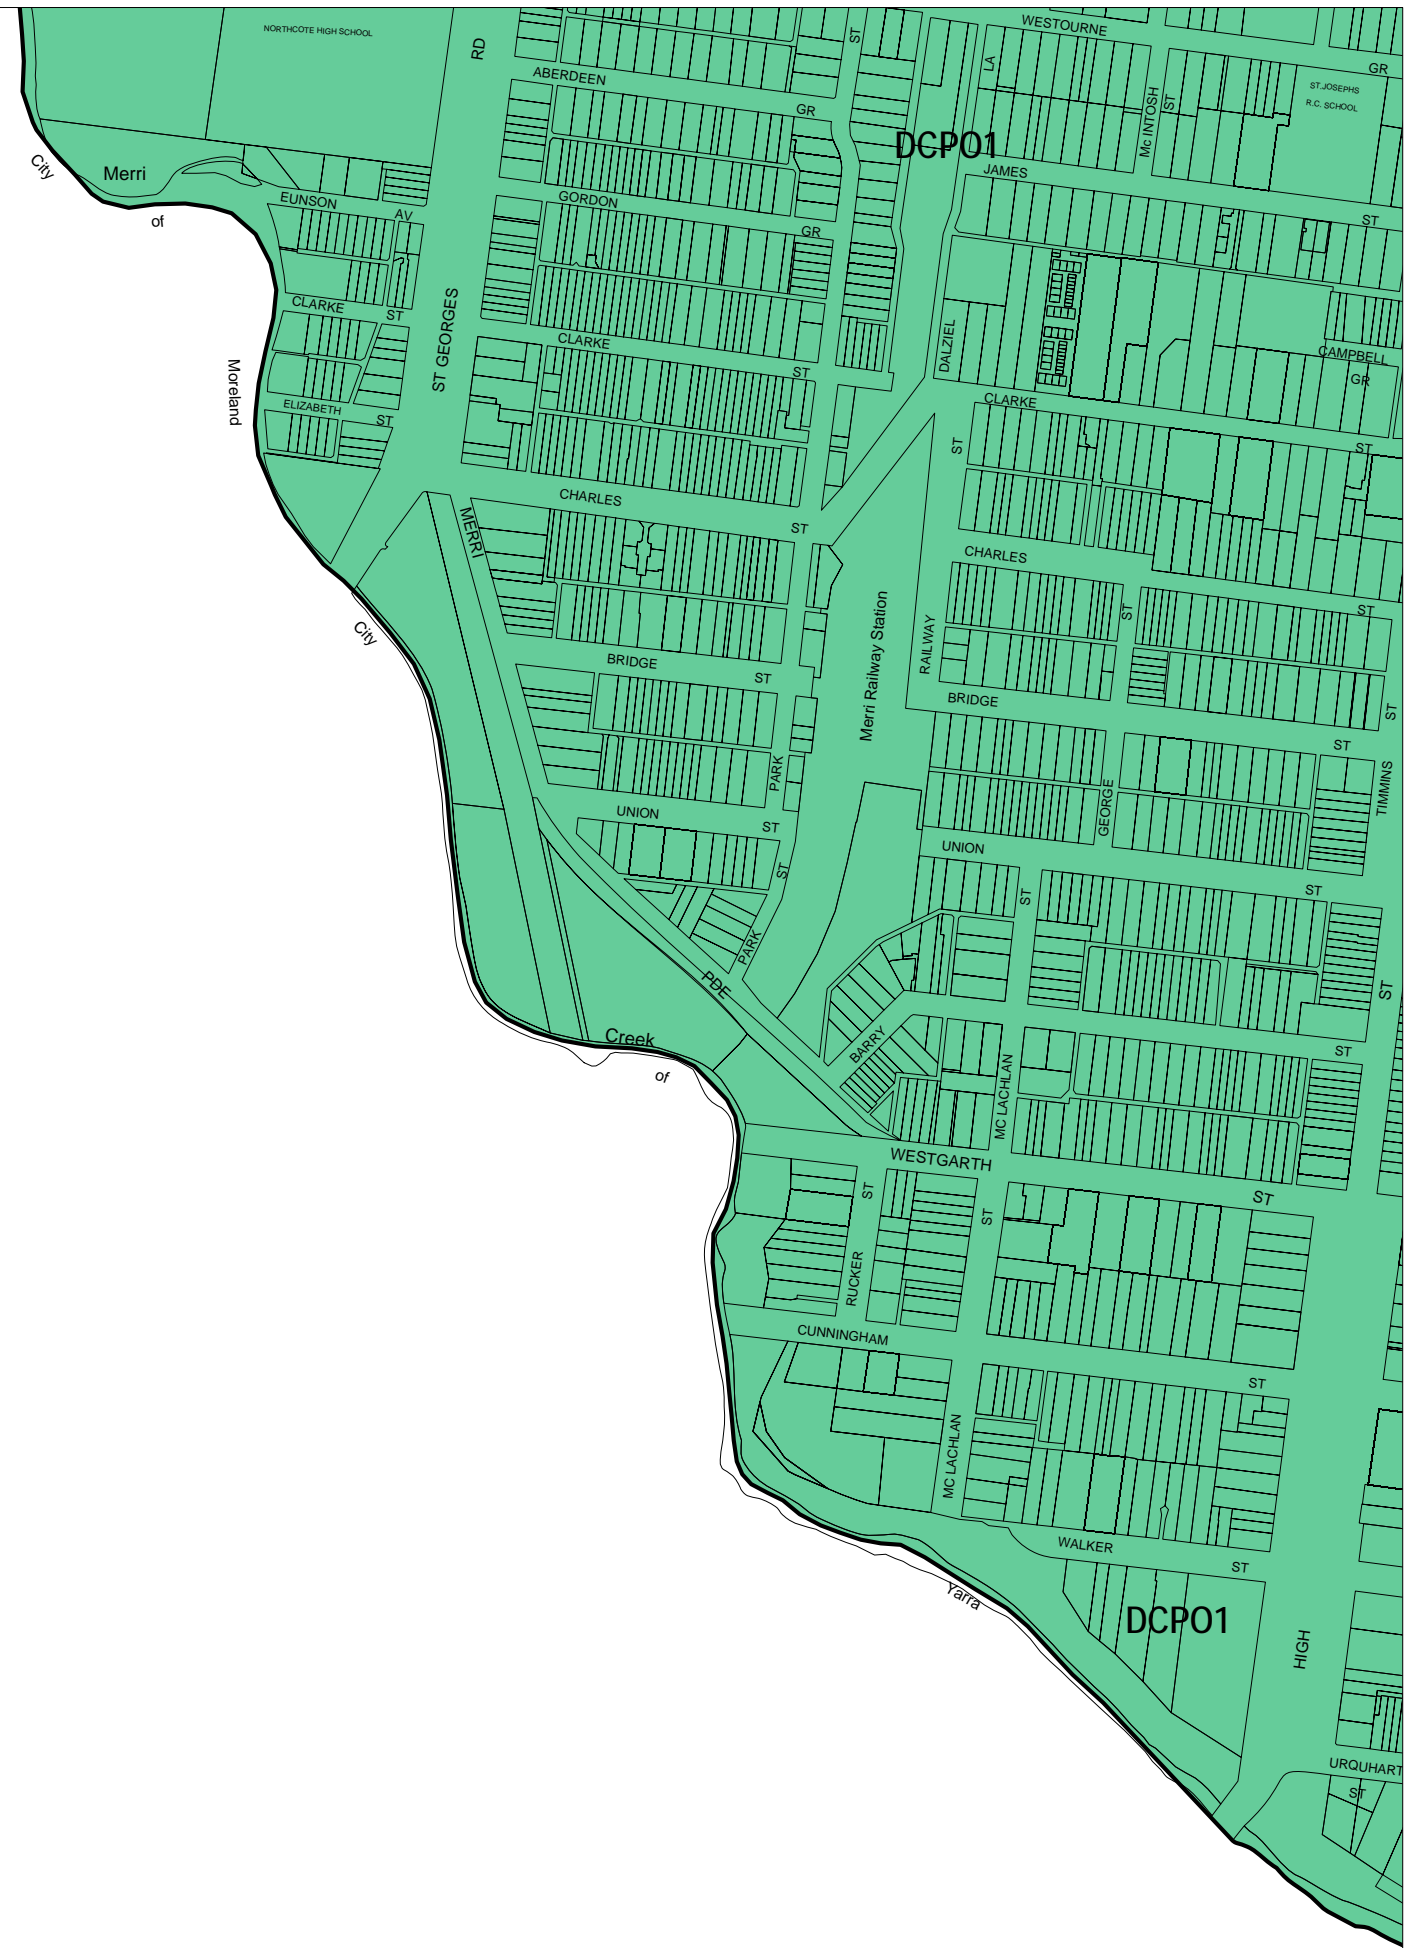 NORTHCOTE HIGH SCHOOL
RD
ST
WESTOURNE
GR
ABERDEEN
GR
LA
Mc INTOSH
ST
ST.JOSEPHS
R.C. SCHOOL
DCPO1
City
Merri
of
JAMES
ST
EUNSON
AV
GORDON
GR
CLARKE
ST
ST GEORGES
CLARKE
ST
DALZIEL
ST
CAMPBELL
GR
Moreland
ELIZABETH
ST
CLARKE
ST
MERRI
CHARLES
ST
CHARLES
ST
City
ST
Merri Railway Station
RAILWAY
BRIDGE
ST
BRIDGE
ST
ST
PARK
UNION
ST
GEORGE
TIMMINS
UNION
ST
ST
ST
PARK
PDE
ST
Creek
of
BARRY
ST
MC LACHLAN
WESTGARTH
ST
ST
ST
RUCKER
CUNNINGHAM
ST
MC LACHLAN
WALKER
ST
Yarra
DCPO1
HIGH
URQUHART
ST